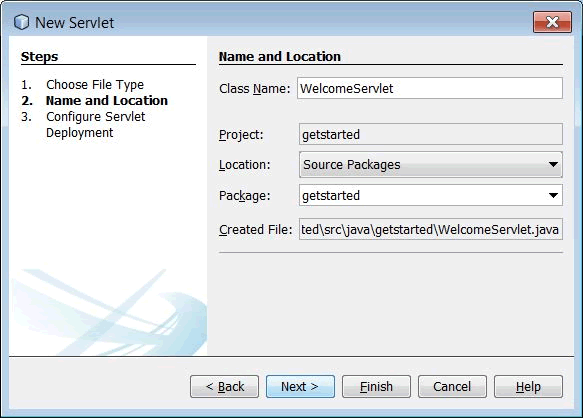 New Servlet
Steps
1. Choose File Type
2. Name and Location
3. Configure Servlet
Deployment
Name and Location
Class Name: WelcomeServlet
Project: getstarted
Location: Source Packages
Package: getstarted
Created File: ted\src\java\getstarted\WelcomeServlet.java
< Back Next > Finish Cancel Help